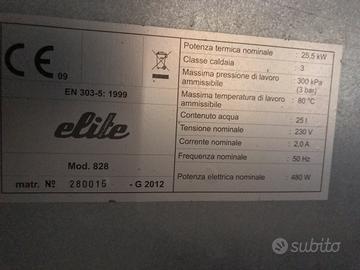 CE 09
EN 303-5: 1999
elite
Mod. 828
matr. Nº 280015 - G 2012
Potenza termica nominale : 25,5 kW
Classe caldaia : 3
Massima pressione di lavoro ammissibile : 300 kPa (3 bar)
Massima temperatura di lavoro ammissibile : 80 °C
Contenuto acqua : 25 l
Tensione nominale : 230 V
Corrente nominale : 2,0 A
Frequenza nominale : 50 Hz
Potenza elettrica nominale : 480 W
subito